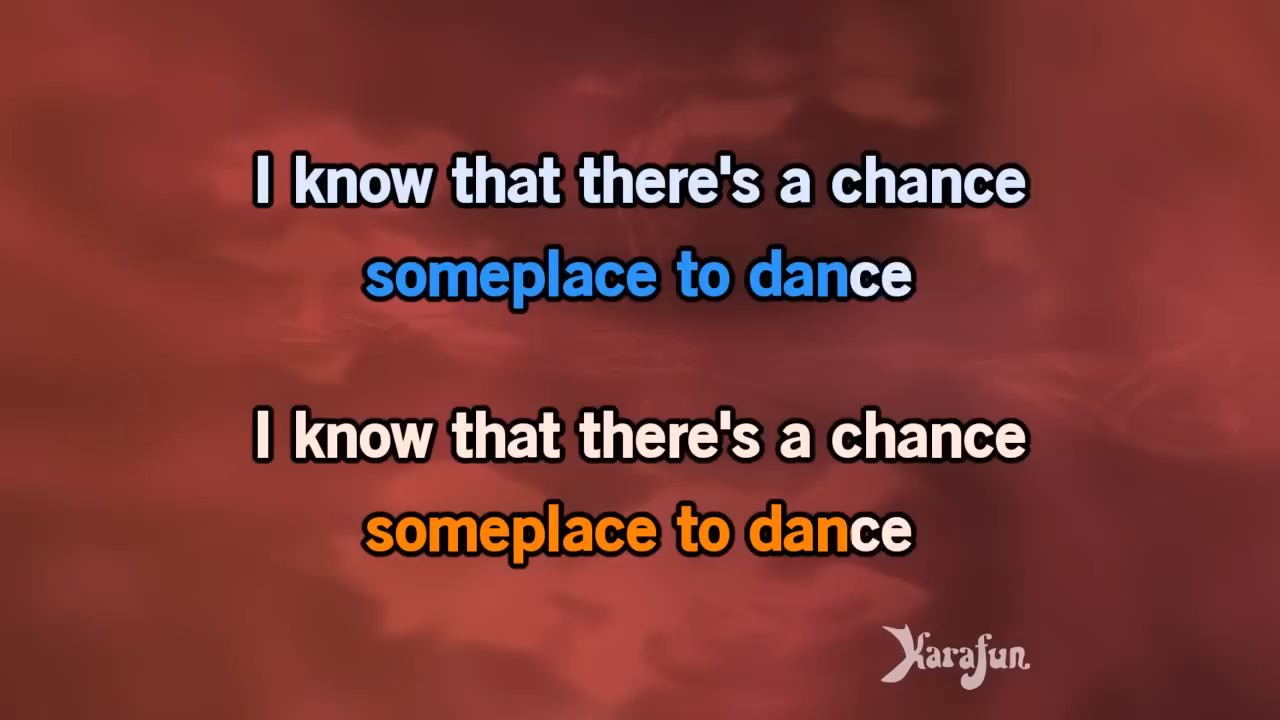 I know that there's a chance
someplace to dance
I know that there's a chance
someplace to dance
Karafun